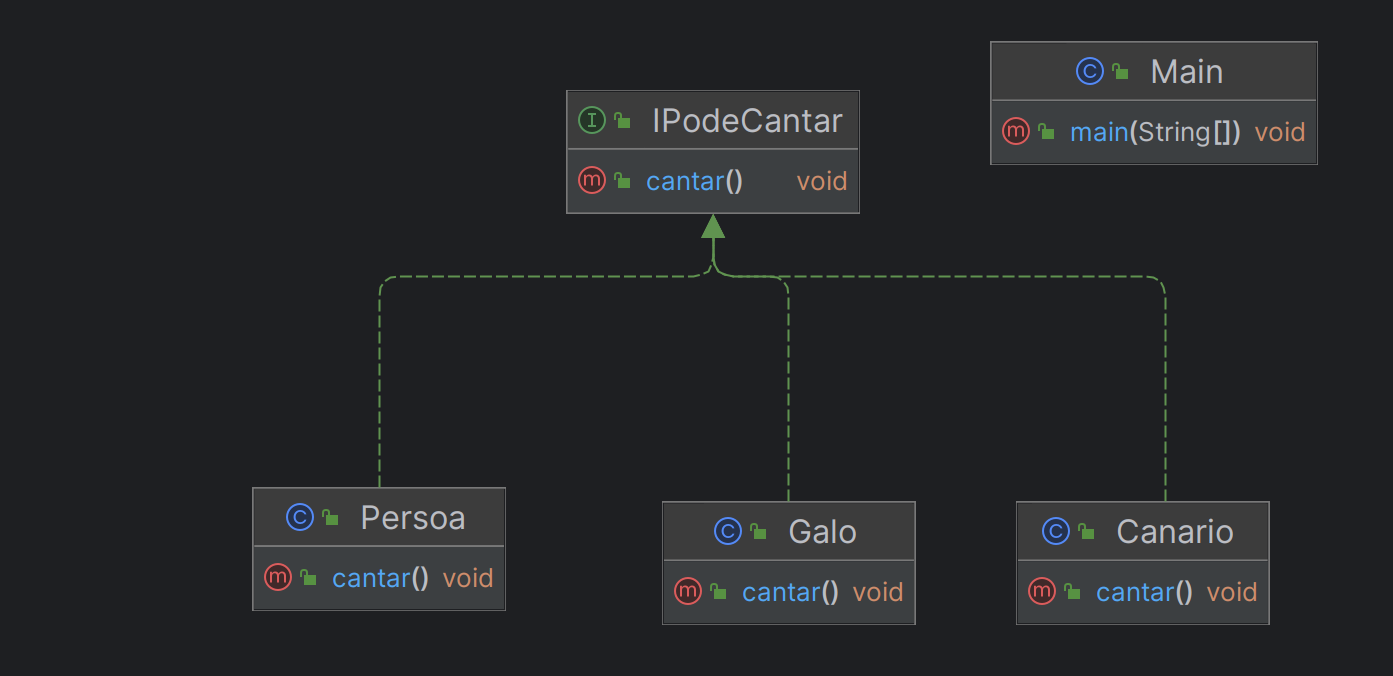 C Main
m main(String[]) void
I IPodeCantar
m cantar() void
C Persoa
m cantar() void
C Galo
m cantar() void
C Canario
m cantar() void